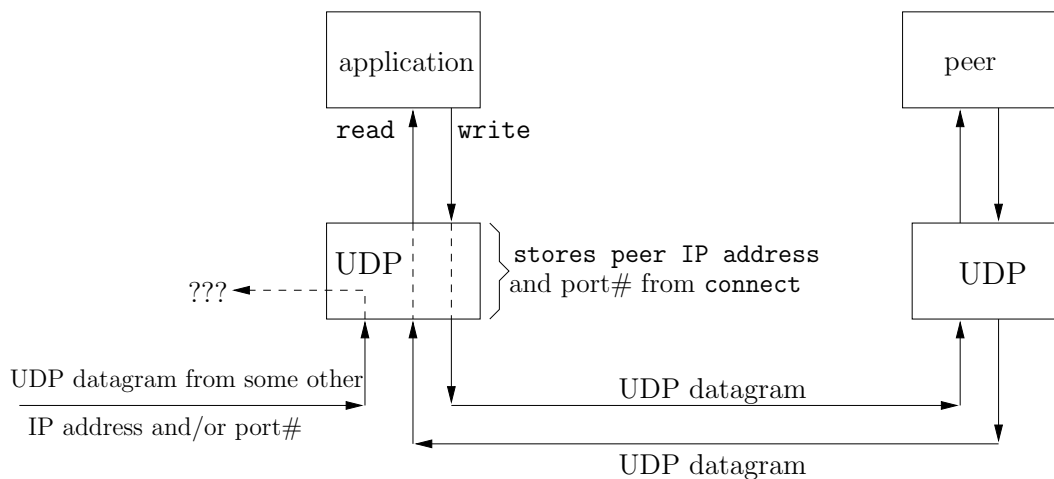 application
peer
read
write
UDP
stores peer IP address
and port# from connect
UDP
???
UDP datagram from some other
IP address and/or port#
UDP datagram
UDP datagram